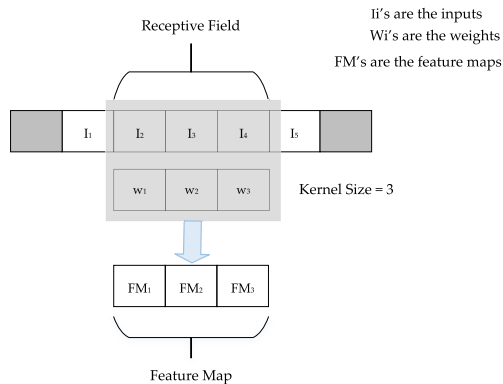 Ii's are the inputs
Receptive Field
Wi's are the weights
FM's are the feature maps
I1 I2 I3 I4 I5
w1 w2 w3
Kernel Size = 3
FM1 FM2 FM3
Feature Map